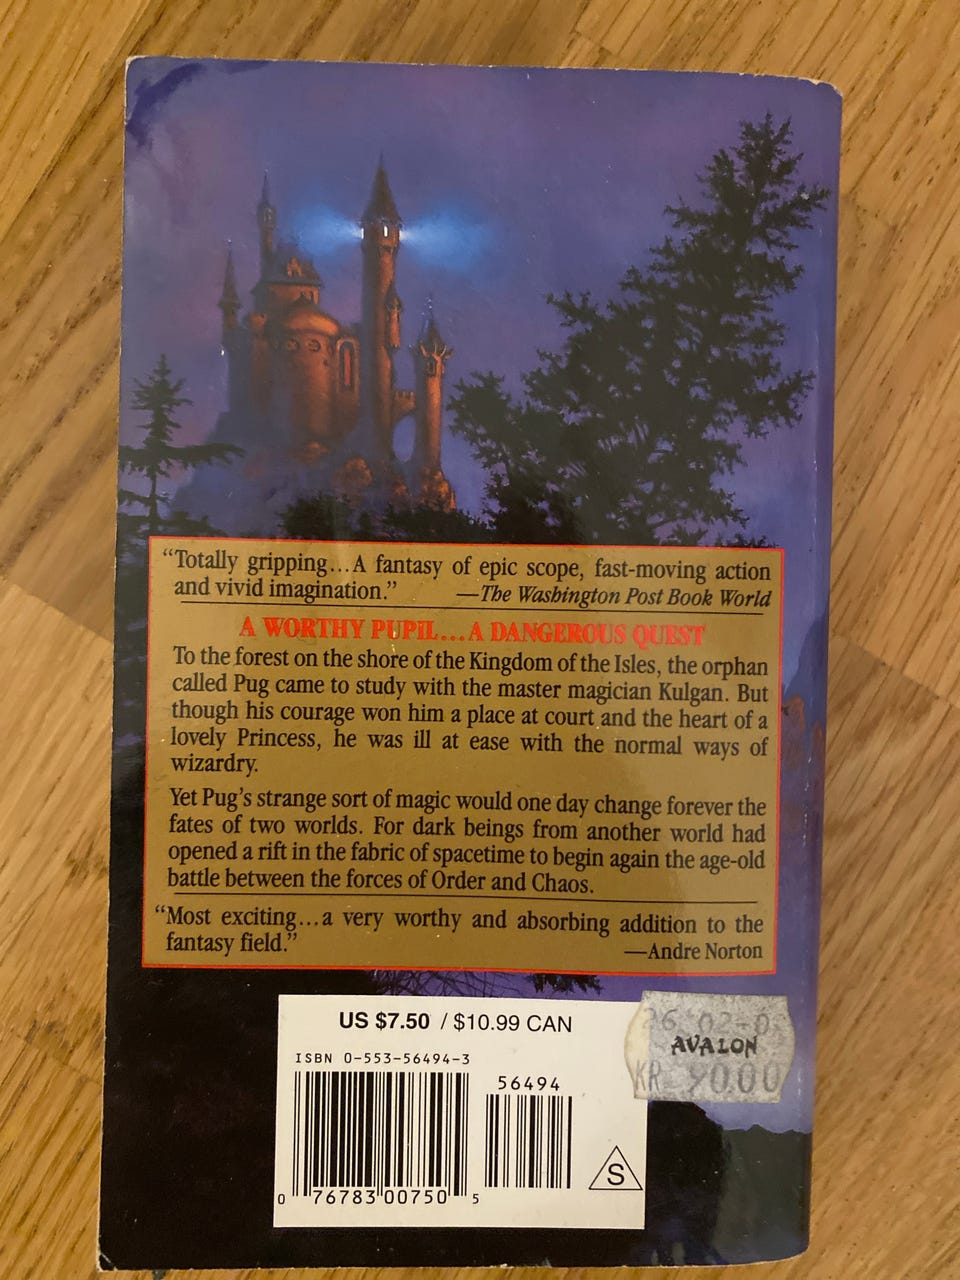 “Totally gripping...A fantasy of epic scope, fast-moving action
and vivid imagination.” —The Washington Post Book World
A WORTHY PUPIL...A DANGEROUS QUEST
To the forest on the shore of the Kingdom of the Isles, the orphan
called Pug came to study with the master magician Kulgan. But
though his courage won him a place at court and the heart of a
lovely Princess, he was ill at ease with the normal ways of
wizardry.
Yet Pug’s strange sort of magic would one day change forever the
fates of two worlds. For dark beings from another world had
opened a rift in the fabric of spacetime to begin again the age-old
battle between the forces of Order and Chaos.
“Most exciting...a very worthy and absorbing addition to the
fantasy field.” —Andre Norton
US $7.50 / $10.99 CAN
ISBN 0-553-56494-3
56494
0 76783 00750 5
S
AVALON
KR 90.00